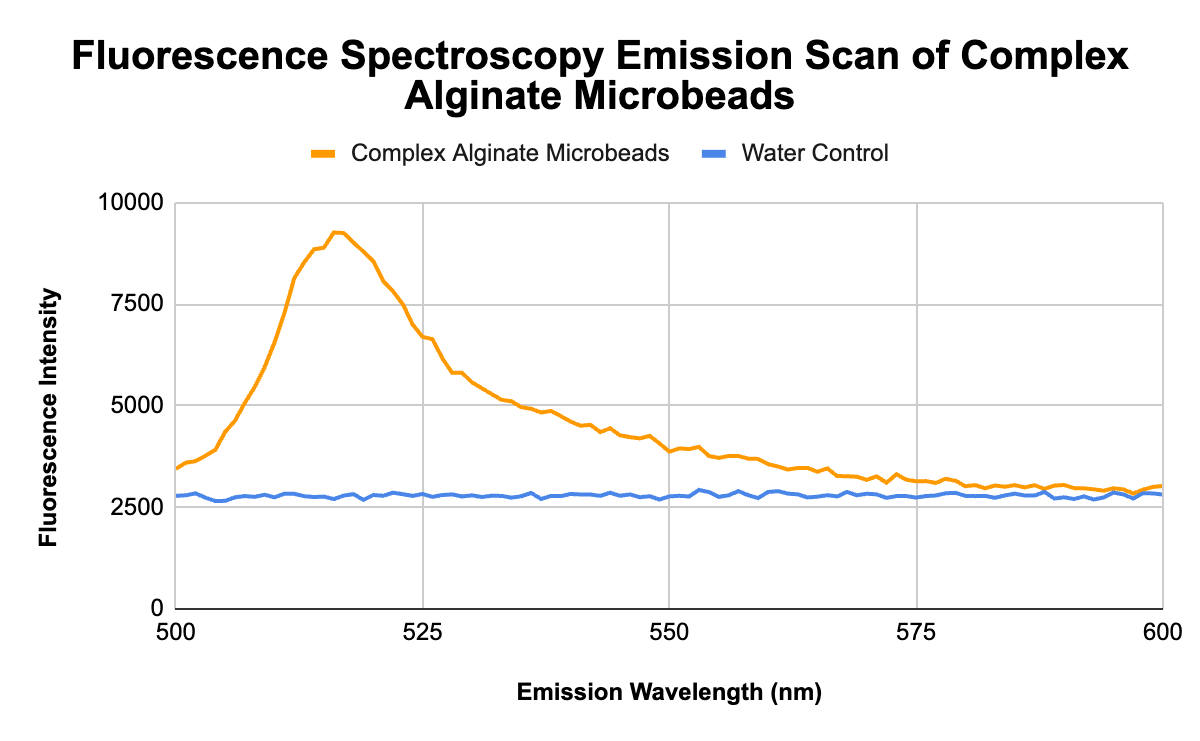 Fluorescence Spectroscopy Emission Scan of Complex
Alginate Microbeads
Complex Alginate Microbeads
Water Control
10000
7500
5000
2500
0
Fluorescence Intensity
500
525
550
575
600
Emission Wavelength (nm)